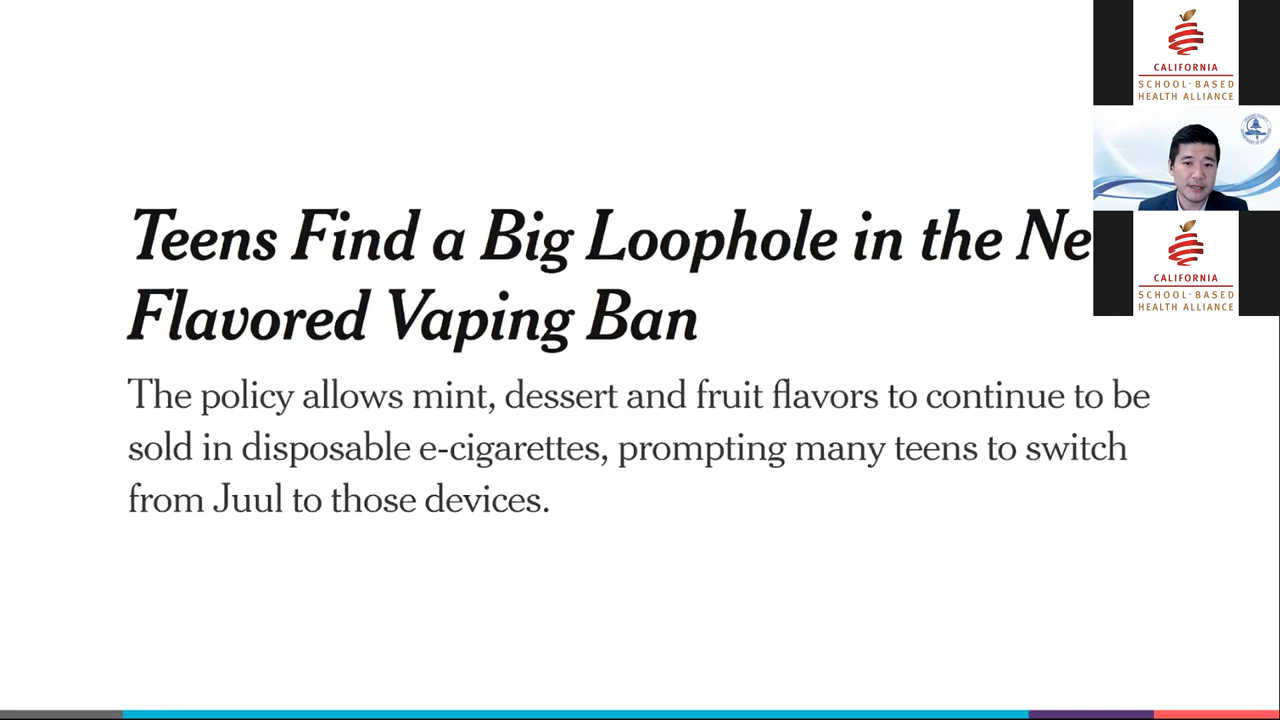 Teens Find a Big Loophole in the Ne
Flavored Vaping Ban
The policy allows mint, dessert and fruit flavors to continue to be
sold in disposable e-cigarettes, prompting many teens to switch
from Juul to those devices.
CALIFORNIA
SCHOOL-BASED
HEALTH ALLIANCE
CALIFORNIA
SCHOOL-BASED
HEALTH ALLIANCE